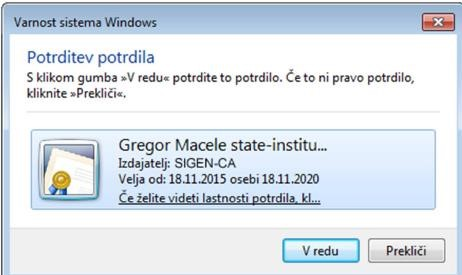 Varnost sistema Windows
Potrditev potrdila
S klikom gumba »V redu« potrdite to potrdilo. Če to ni pravo potrdilo,
kliknite »Prekliči«.
Gregor Macele state-institu...
Izdajatelj: SIGEN-CA
Velja od: 18.11.2015 osebi 18.11.2020
Če želite videti lastnosti potrdila, kl...
V redu
Prekliči